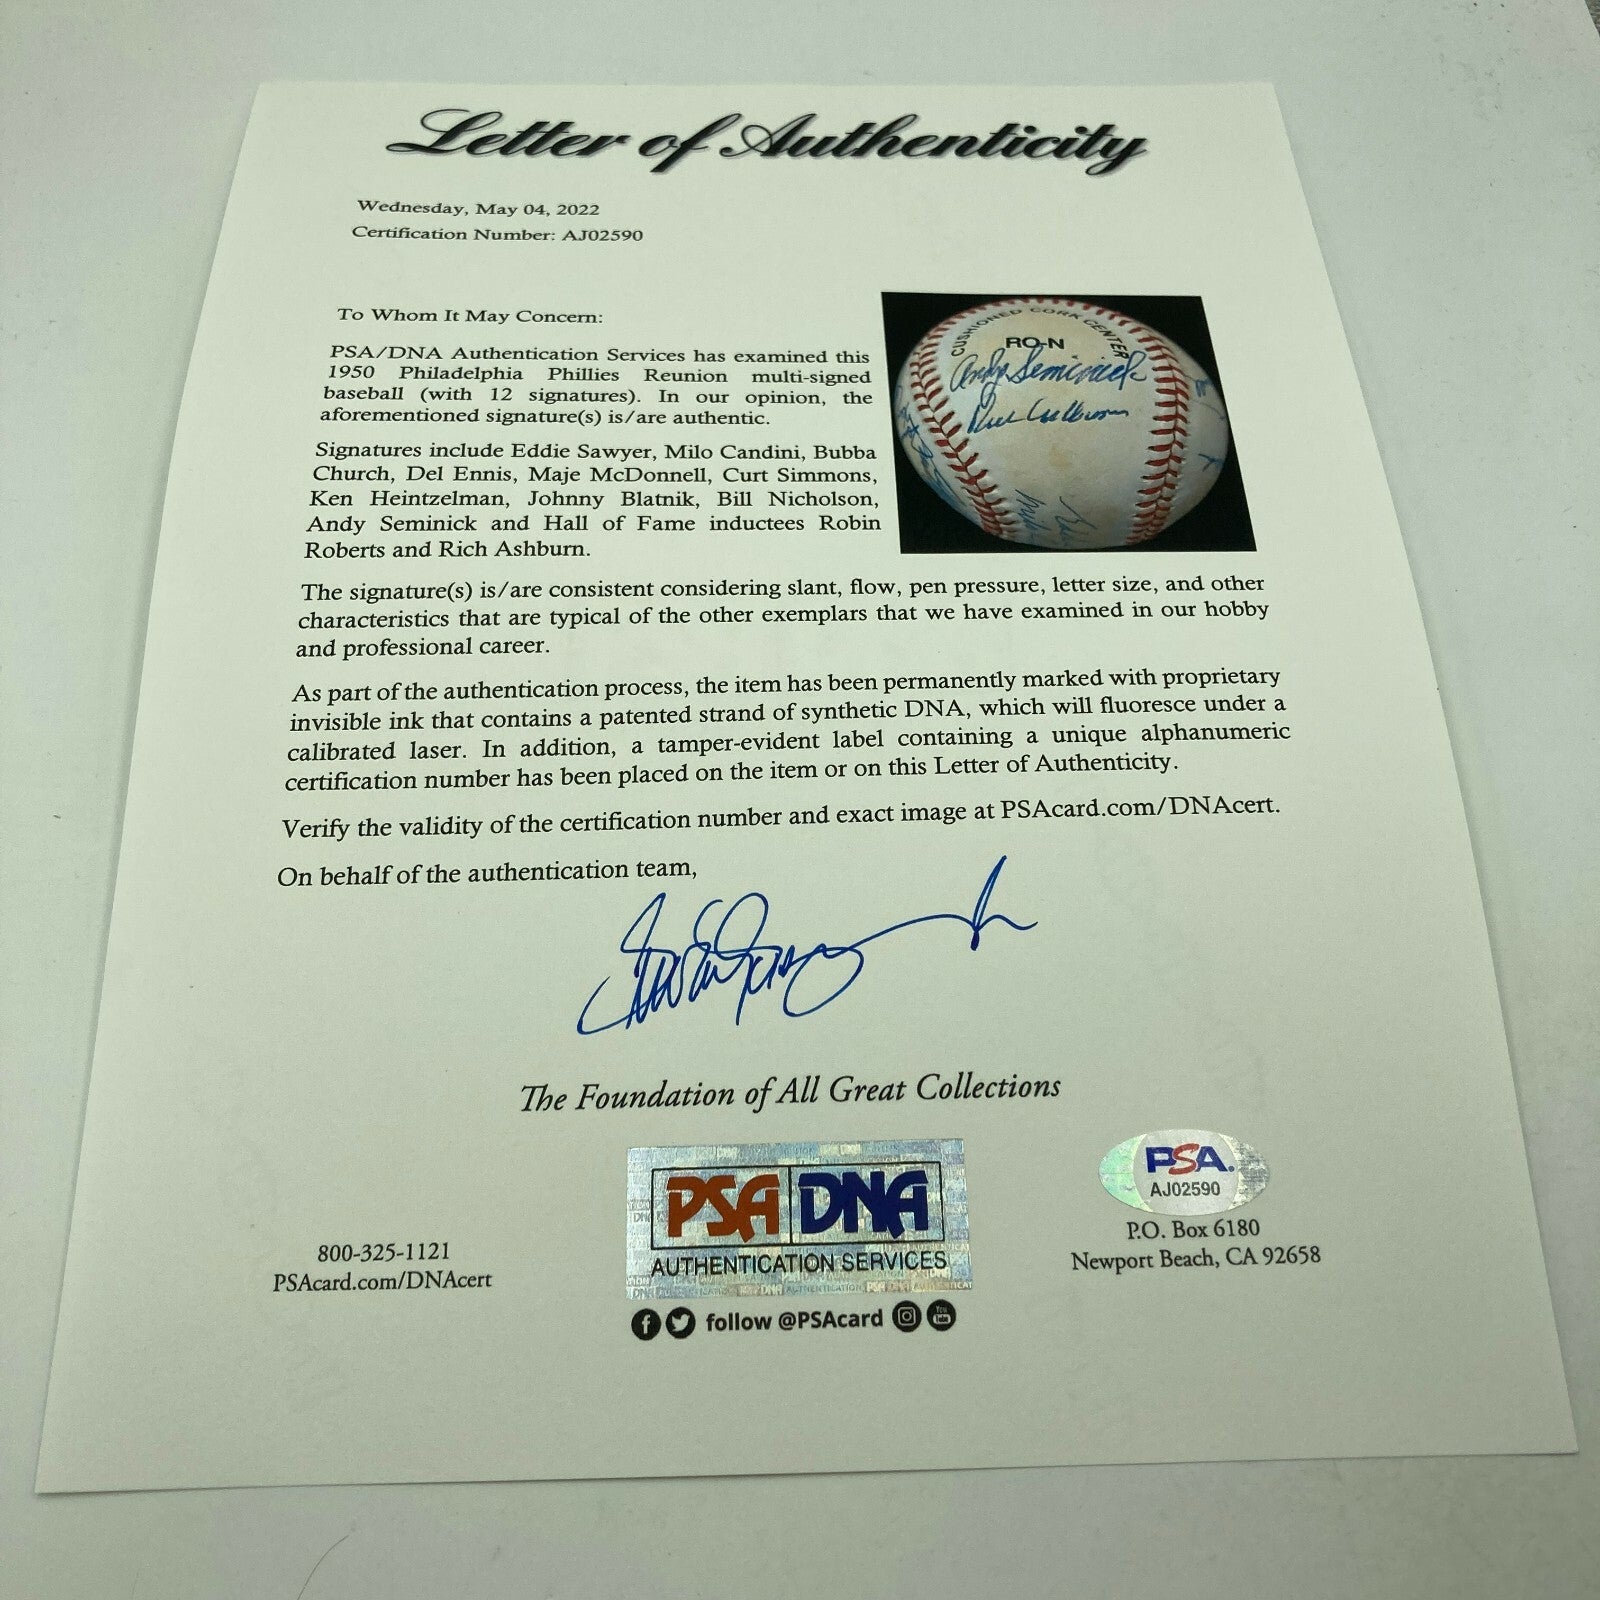 Letter of Authenticity
Wednesday, May 04, 2022
Certification Number: AJ02590
To Whom It May Concern:
PSA/DNA Authentication Services has examined this
1950 Philadelphia Phillies Reunion multi-signed
baseball (with 12 signatures). In our opinion, the
aforementioned signature(s) is/are authentic.
Signatures include Eddie Sawyer, Milo Candini, Bubba
Church, Del Ennis, Maje McDonnell, Curt Simmons,
Ken Heintzelman, Johnny Blatnik, Bill Nicholson,
Andy Seminick and Hall of Fame inductees Robin
Roberts and Rich Ashburn.
CUSHIONED CORK CENTER
RO-N
Andy Seminick
The signature(s) is/are consistent considering slant, flow, pen pressure, letter size, and other
characteristics that are typical of the other exemplars that we have examined in our hobby
and professional career.
As part of the authentication process, the item has been permanently marked with proprietary
invisible ink that contains a patented strand of synthetic DNA, which will fluoresce under a
calibrated laser. In addition, a tamper-evident label containing a unique alphanumeric
certification number has been placed on the item or on this Letter of Authenticity.
Verify the validity of the certification number and exact image at PSAcard.com/DNAcert.
On behalf of the authentication team,
The Foundation of All Great Collections
PSA DNA
AUTHENTICATION SERVICES
PSA.
AJ02590
P.O. Box 6180
Newport Beach, CA 92658
800-325-1121
PSAcard.com/DNAcert
follow @PSAcard
You
Tube